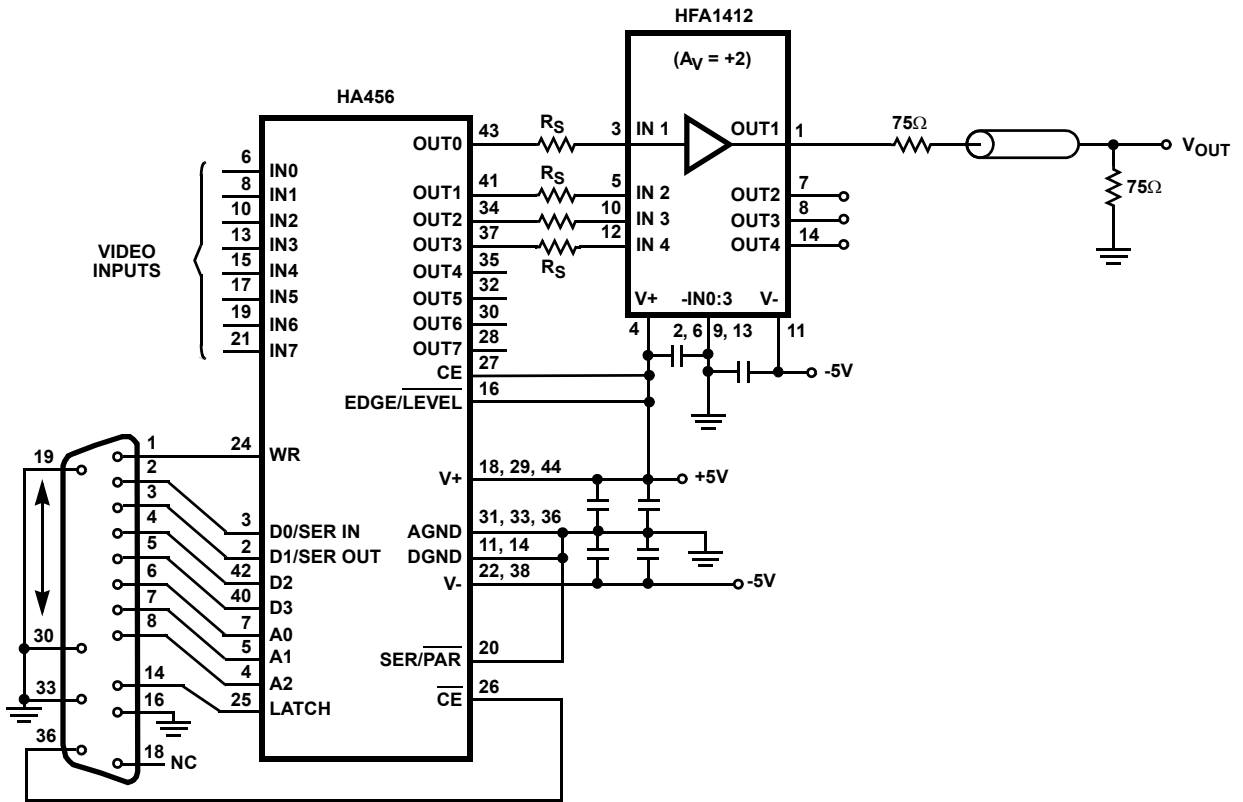 HFA1412
(AV = +2)
HA456
3 IN 1 OUT1 1
5 IN 2 OUT2 7
10 IN 3 OUT3 8
12 IN 4 OUT4 14
V+ -IN0:3 V-
4 2, 6 9, 13 11
-5V
75Ω
VOUT
75Ω
RS
RS
RS
VIDEO
INPUTS
6 IN0
8 IN1
10 IN2
13 IN3
15 IN4
17 IN5
19 IN6
21 IN7
OUT0 43
OUT1 41
OUT2 34
OUT3 37
OUT4 35
OUT5 32
OUT6 30
OUT7 28
CE 27
EDGE/LEVEL 16
V+ 18, 29, 44
+5V
AGND 31, 33, 36
DGND 11, 14
V- 22, 38
-5V
SER/PAR 20
CE 26
24 WR
3 D0/SER IN
2 D1/SER OUT
42 D2
40 D3
7 A0
5 A1
4 A2
25 LATCH
1
2
3
4
5
6
7
8
14
16
18 NC
19
30
33
36